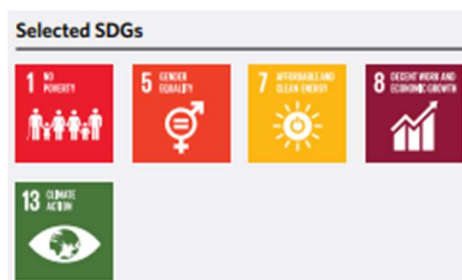 Selected SDGs
1 NO
POVERTY
5 GENDER
EQUALITY
7 AFFORDABLE AND
CLEAN ENERGY
8 DECENT WORK AND
ECONOMIC GROWTH
13 CLIMATE
ACTION